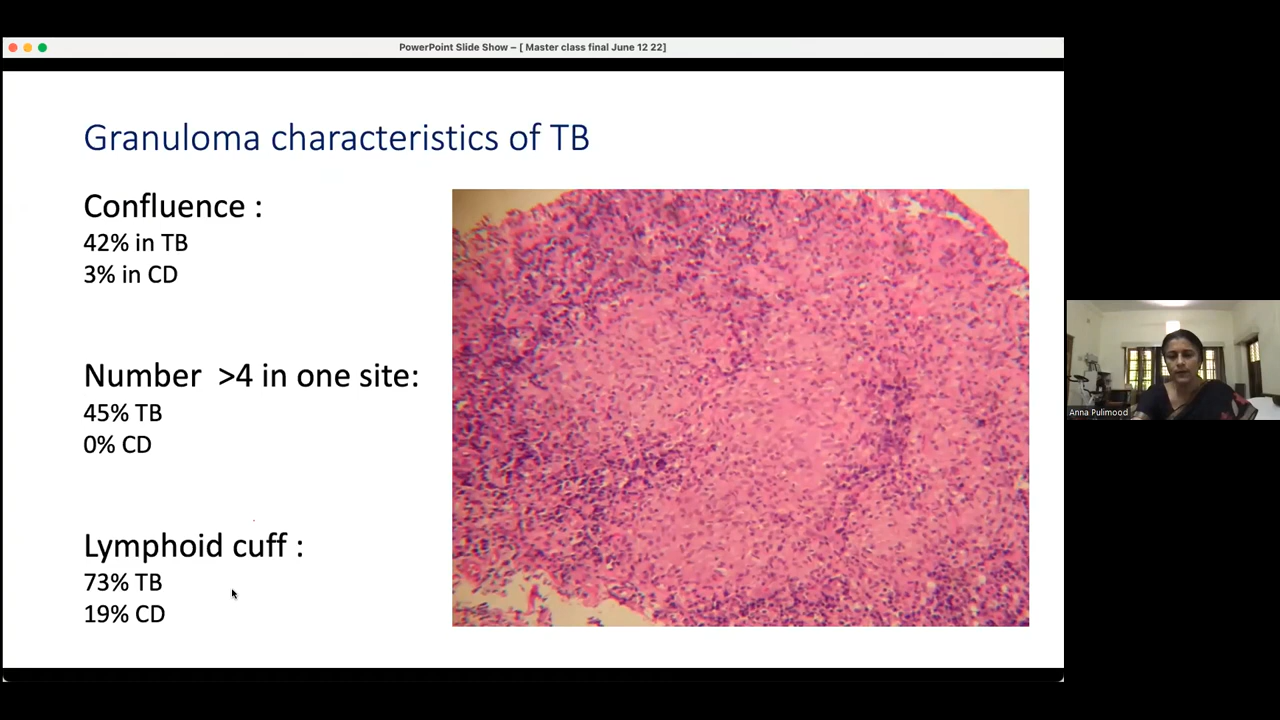 PowerPoint Slide Show – [ Master class final June 12 22]
Granuloma characteristics of TB
Confluence :
42% in TB
3% in CD
Number >4 in one site:
45% TB
0% CD
Lymphoid cuff :
73% TB
19% CD
Anna Pulimood